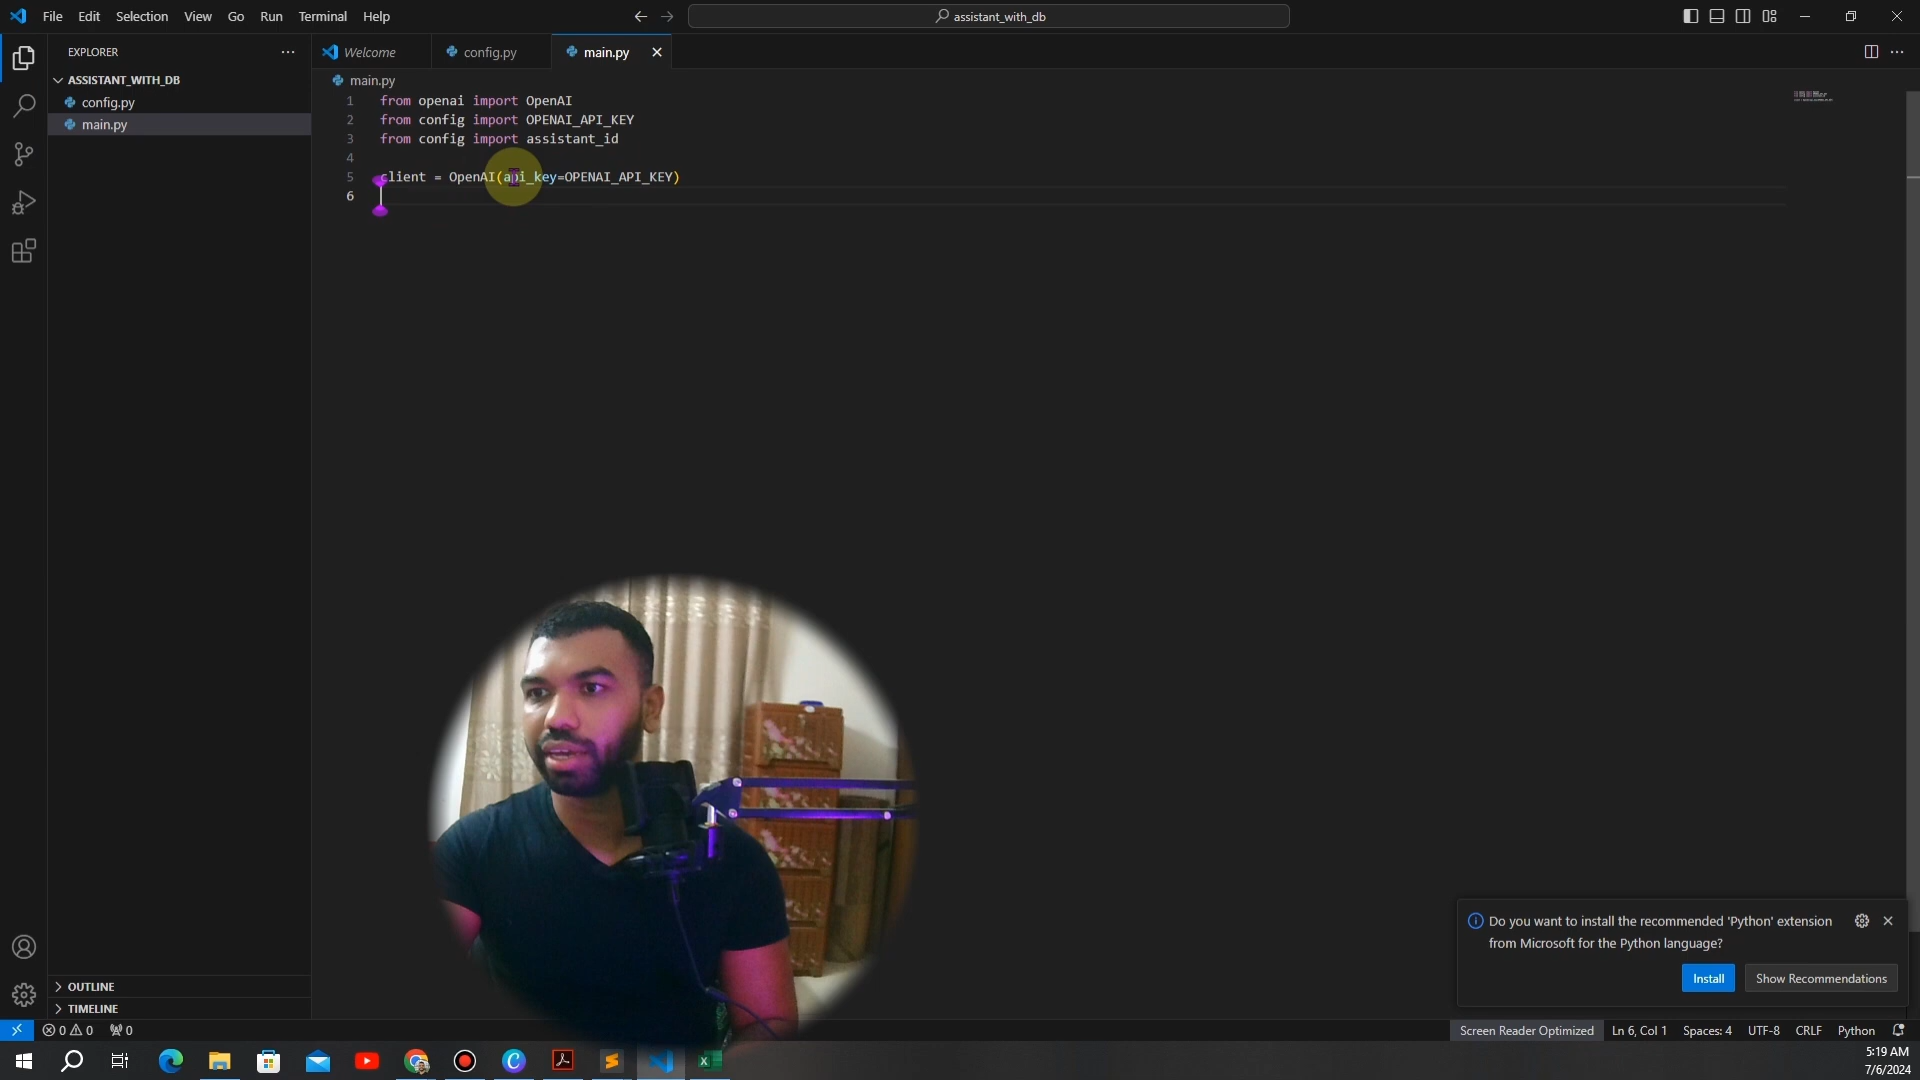 File Edit Selection View Go Run Terminal Help
assistant_with_db
EXPLORER
Welcome
config.py
main.py
ASSISTANT_WITH_DB
config.py
main.py
main.py
1 from openai import OpenAI
2 from config import OPENAI_API_KEY
3 from config import assistant_id
4
5 client = OpenAI(api_key=OPENAI_API_KEY)
6
Do you want to install the recommended 'Python' extension
from Microsoft for the Python language?
Install Show Recommendations
OUTLINE
TIMELINE
0 0 0
Screen Reader Optimized Ln 6, Col 1 Spaces: 4 UTF-8 CRLF Python
5:19 AM
7/6/2024